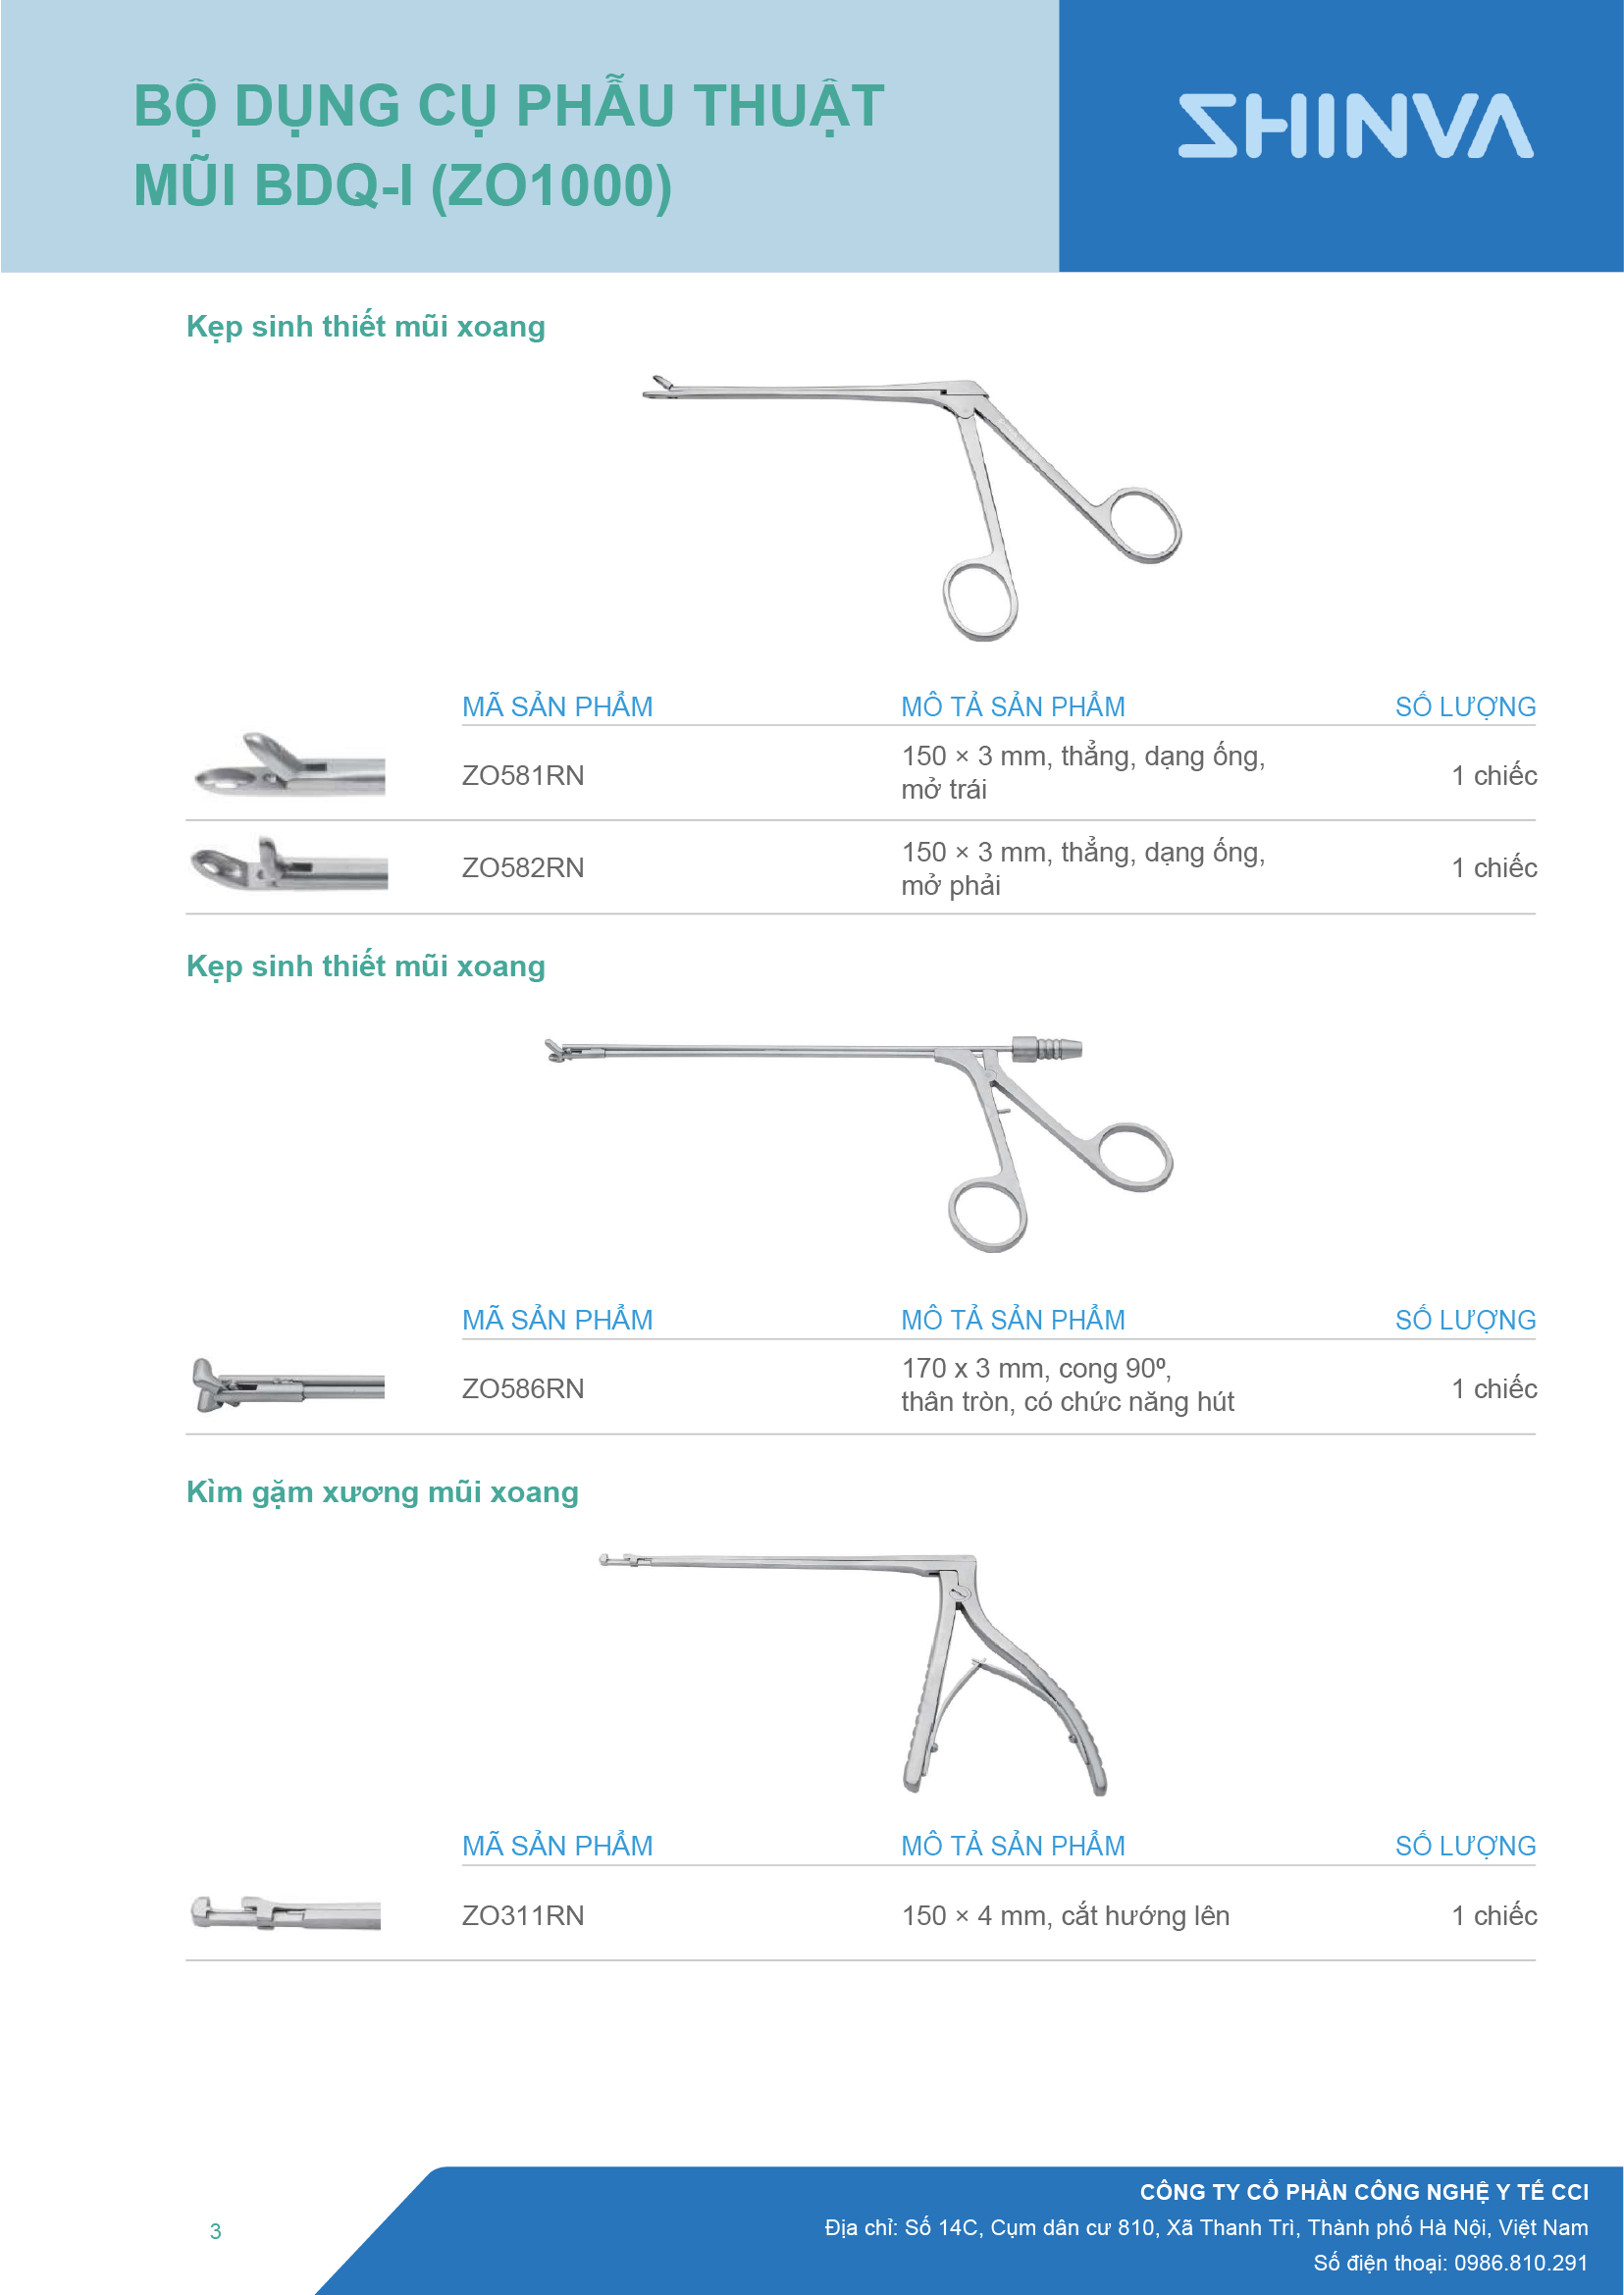 BỘ DỤNG CỤ PHẪU THUẬT
MŨI BDQ-I (ZO1000)
SHINVA
Kẹp sinh thiết mũi xoang
MÃ SẢN PHẨM MÔ TẢ SẢN PHẨM SỐ LƯỢNG
ZO581RN 150 × 3 mm, thẳng, dạng ống, 1 chiếc
mở trái
ZO582RN 150 × 3 mm, thẳng, dạng ống, 1 chiếc
mở phải
Kẹp sinh thiết mũi xoang
MÃ SẢN PHẨM MÔ TẢ SẢN PHẨM SỐ LƯỢNG
ZO586RN 170 x 3 mm, cong 90º, 1 chiếc
thân tròn, có chức năng hút
Kìm gặm xương mũi xoang
MÃ SẢN PHẨM MÔ TẢ SẢN PHẨM SỐ LƯỢNG
ZO311RN 150 × 4 mm, cắt hướng lên 1 chiếc
CÔNG TY CỔ PHẦN CÔNG NGHỆ Y TẾ CCI
Địa chỉ: Số 14C, Cụm dân cư 810, Xã Thanh Trì, Thành phố Hà Nội, Việt Nam
Số điện thoại: 0986.810.291
3